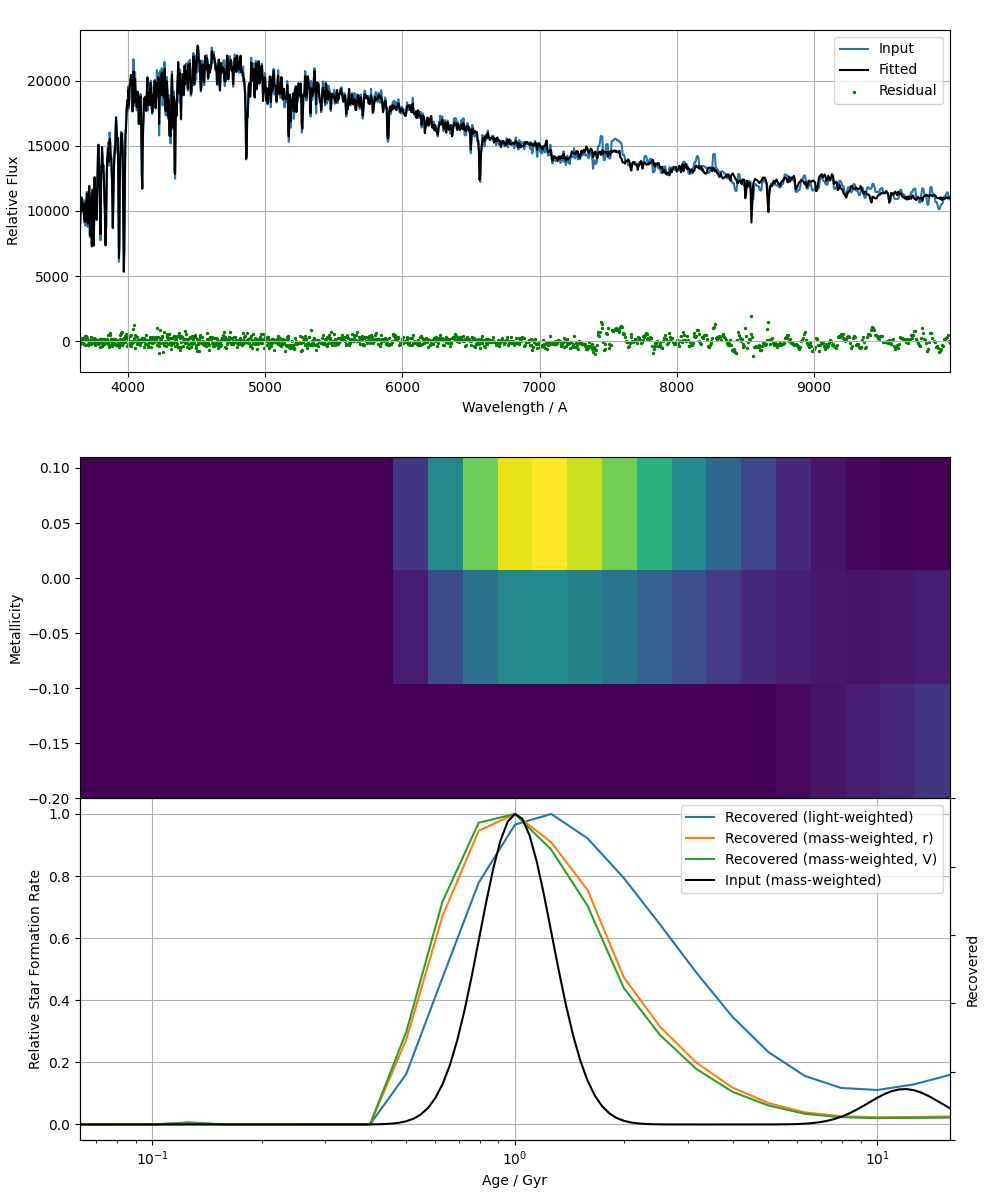 Input
Fitted
Residual
20000
15000
10000
5000
0
Relative Flux
4000 5000 6000 7000 8000 9000
Wavelength / A
0.10
0.05
0.00
−0.05
−0.10
−0.15
−0.20
Metallicity
Recovered (light-weighted)
Recovered (mass-weighted, r)
Recovered (mass-weighted, V)
Input (mass-weighted)
1.0
0.8
0.6
0.4
0.2
0.0
Relative Star Formation Rate
Recovered
10⁻¹ 10⁰ 10¹
Age / Gyr